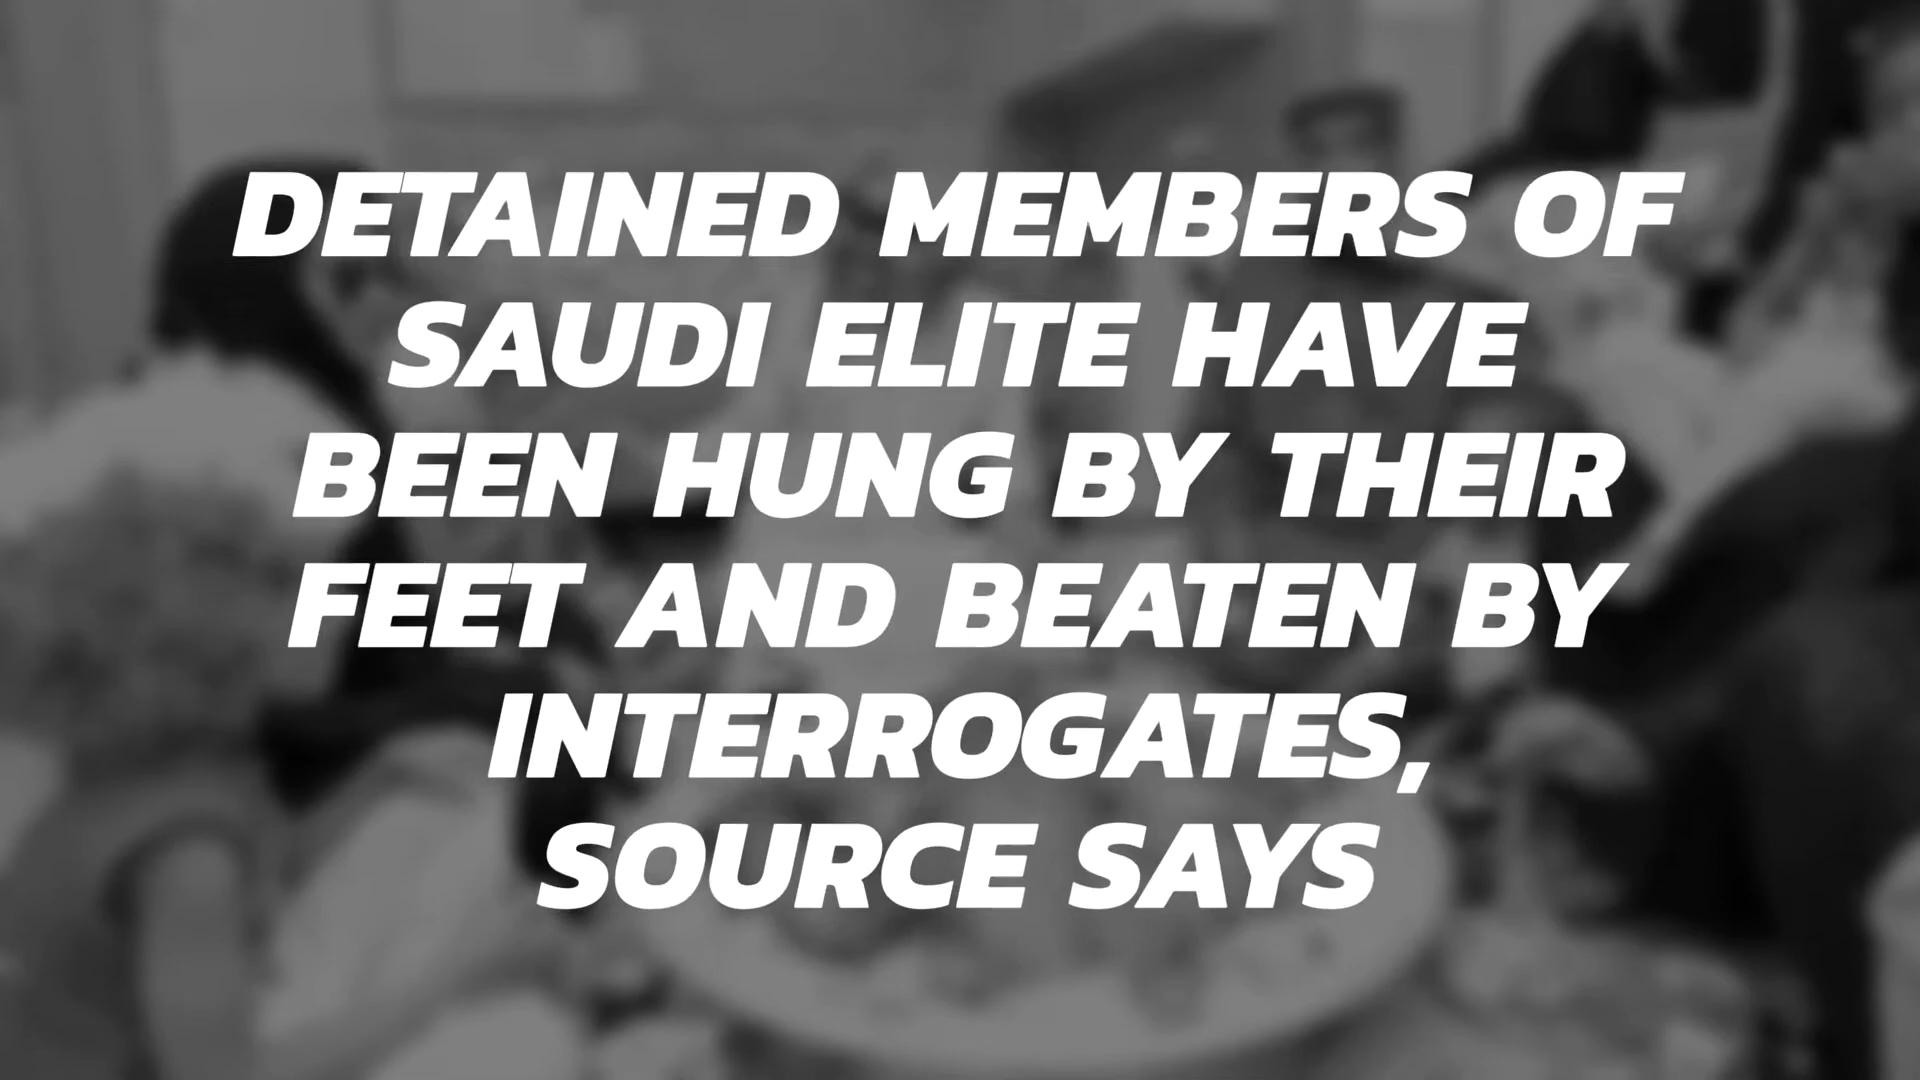 DETAINED MEMBERS OF
SAUDI ELITE HAVE
BEEN HUNG BY THEIR
FEET AND BEATEN BY
INTERROGATES,
SOURCE SAYS